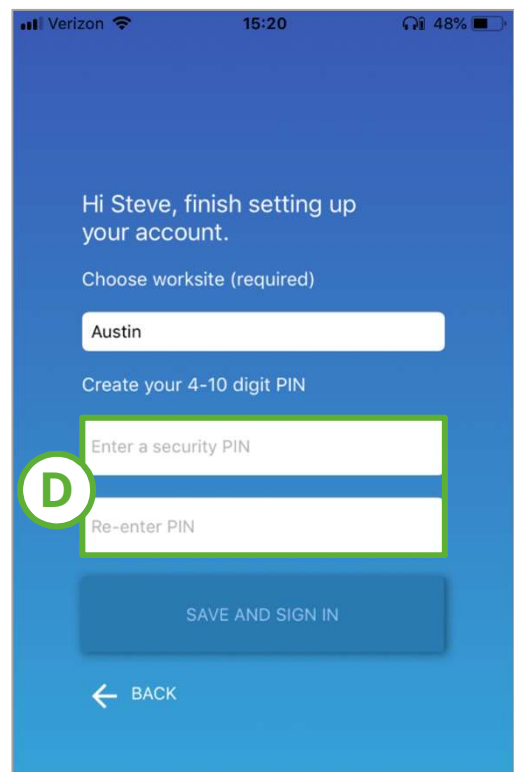 Verizon 15:20 48%
Hi Steve, finish setting up
your account.
Choose worksite (required)
Austin
Create your 4-10 digit PIN
Enter a security PIN
D
Re-enter PIN
SAVE AND SIGN IN
BACK